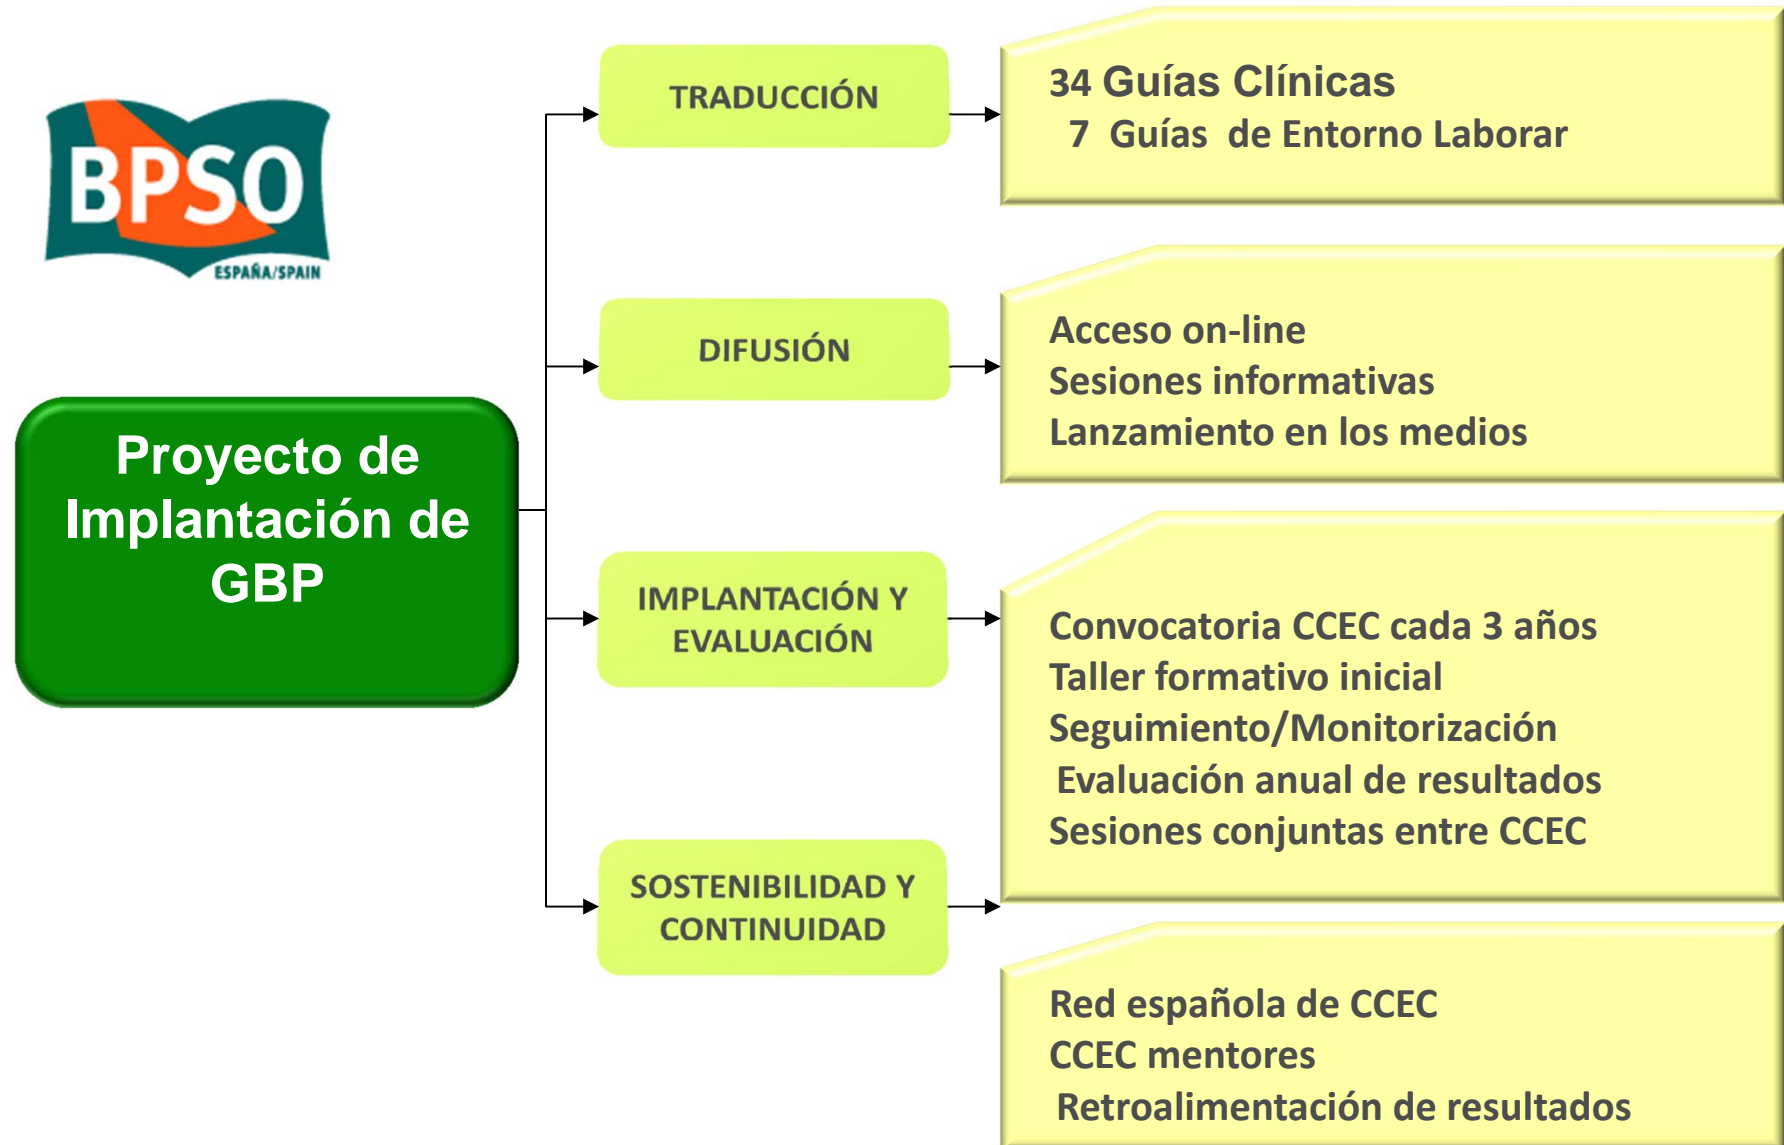 BPSO
ESPAÑA/SPAIN
Proyecto de
Implantación de
GBP
TRADUCCIÓN
34 Guías Clínicas
7 Guías de Entorno Laborar
DIFUSIÓN
Acceso on-line
Sesiones informativas
Lanzamiento en los medios
IMPLANTACIÓN Y
EVALUACIÓN
Convocatoria CCEC cada 3 años
Taller formativo inicial
Seguimiento/Monitorización
Evaluación anual de resultados
Sesiones conjuntas entre CCEC
SOSTENIBILIDAD Y
CONTINUIDAD
Red española de CCEC
CCEC mentores
Retroalimentación de resultados